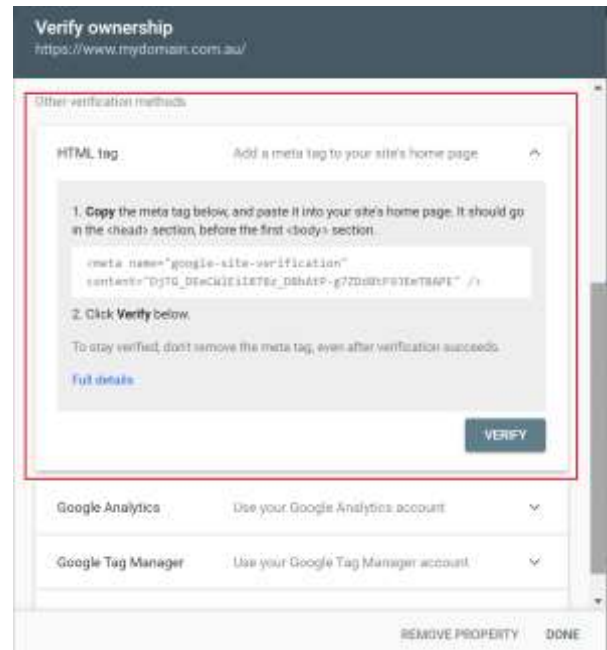 Verify ownership
https://www.mydomain.com.au/
Other verification methods
HTML tag
Add a meta tag to your site's home page
1. Copy the meta tag below, and paste it into your site's home page. It should go
in the <head> section, before the first <body> section.
<meta name="google-site-verification"
content=" " />
2. Click Verify below.
To stay verified, don't remove the meta tag, even after verification succeeds.
Full details
VERIFY
Google Analytics
Use your Google Analytics account
Google Tag Manager
Use your Google Tag Manager account
REMOVE PROPERTY
DONE